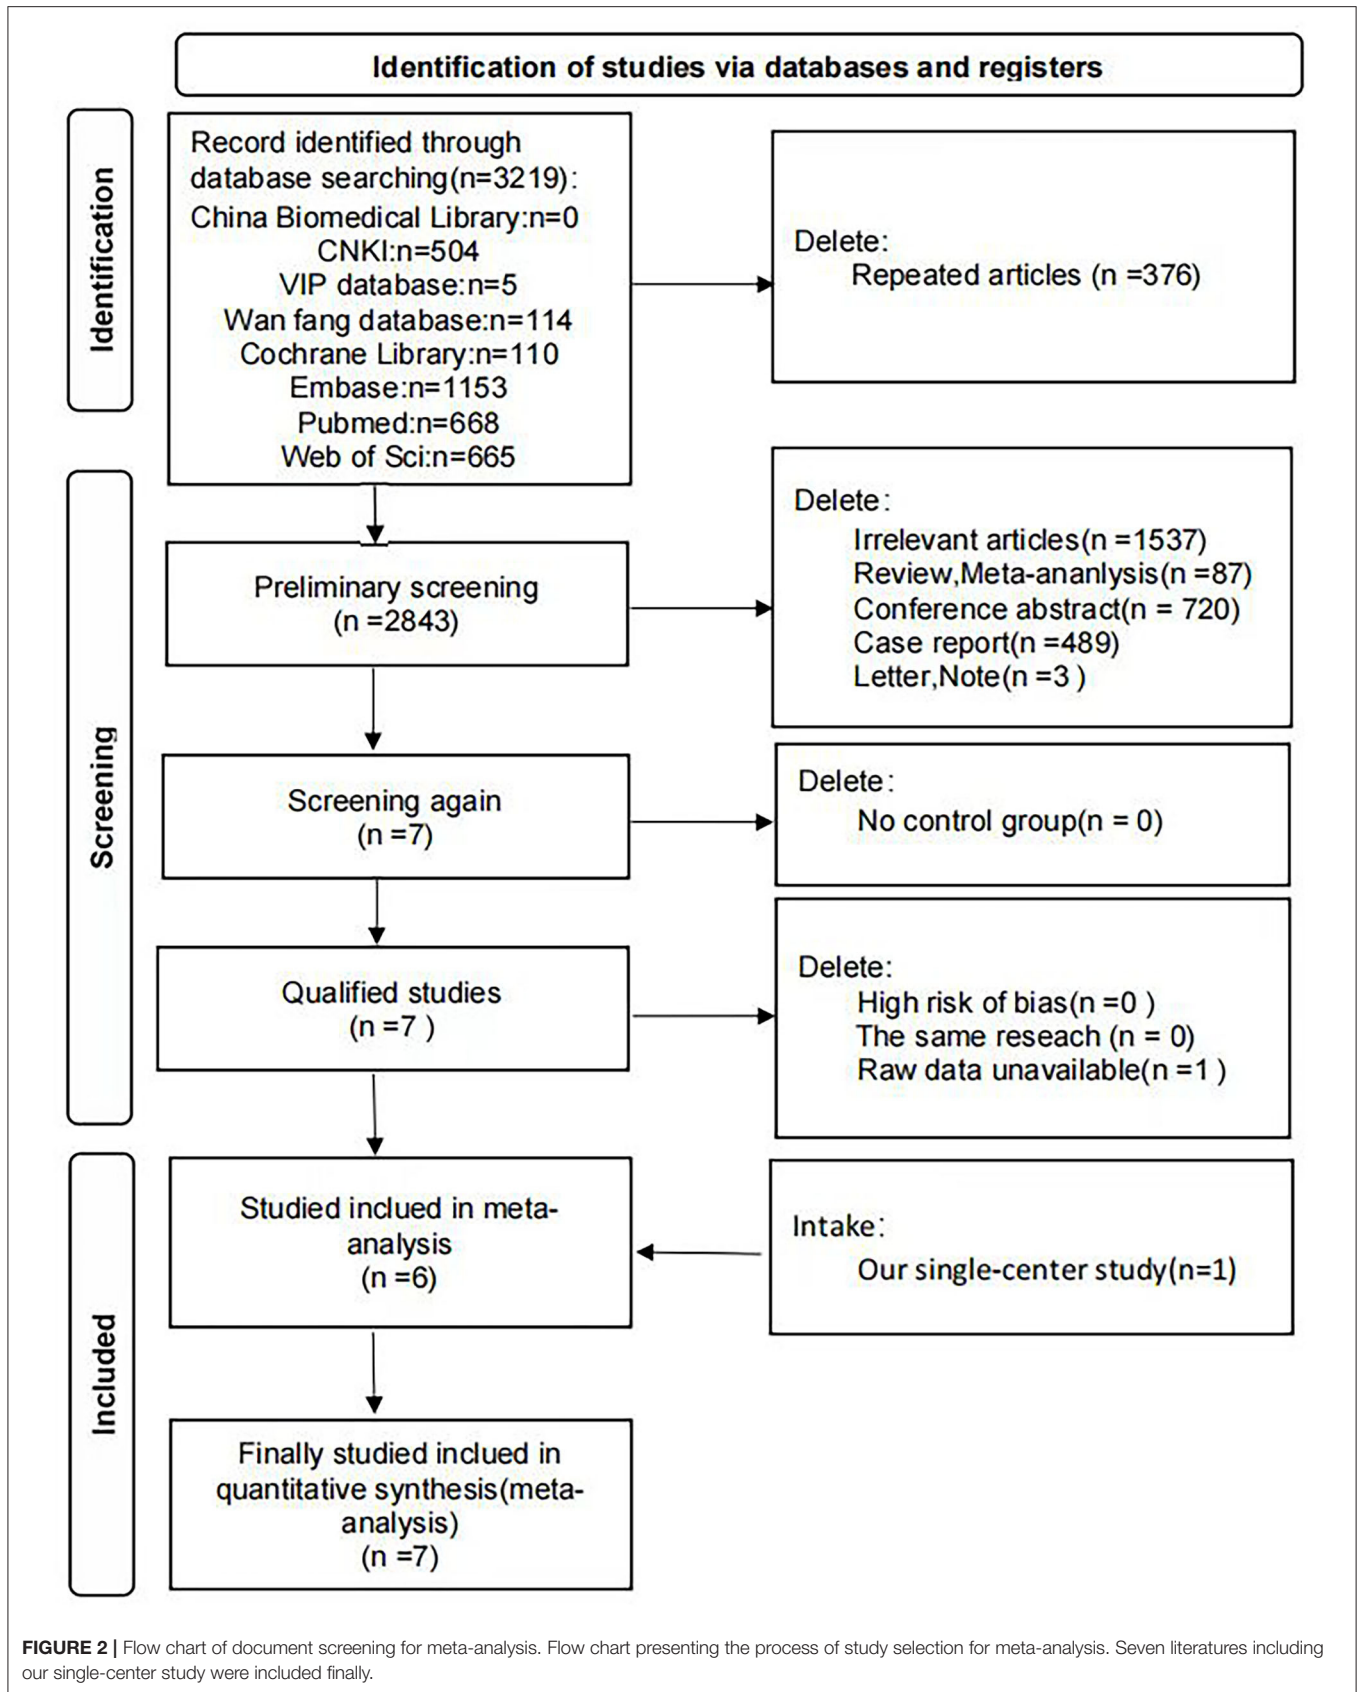 Identification of studies via databases and registers
Identification
Record identified through
database searching(n=3219):
China Biomedical Library:n=0
CNKI:n=504
VIP database:n=5
Wan fang database:n=114
Cochrane Library:n=110
Embase:n=1153
Pubmed:n=668
Web of Sci:n=665
Delete:
Repeated articles (n =376)
Screening
Preliminary screening
(n =2843)
Delete:
Irrelevant articles(n =1537)
Review,Meta-ananlysis(n =87)
Conference abstract(n = 720)
Case report(n =489)
Letter,Note(n =3 )
Screening again
(n =7)
Delete:
No control group(n = 0)
Qualified studies
(n =7 )
Delete:
High risk of bias(n =0 )
The same reseach (n = 0)
Raw data unavailable(n =1 )
Included
Studied inclued in meta-
analysis
(n =6)
Intake:
Our single-center study(n=1)
Finally studied inclued in
quantitative synthesis(meta-
analysis)
(n =7)
FIGURE 2 | Flow chart of document screening for meta-analysis. Flow chart presenting the process of study selection for meta-analysis. Seven literatures including
our single-center study were included finally.